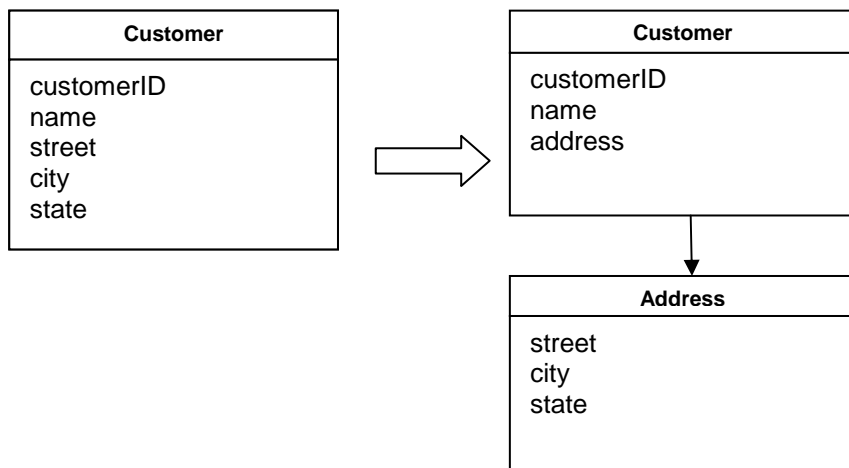 Customer
customerID
name
street
city
state
Customer
customerID
name
address
Address
street
city
state